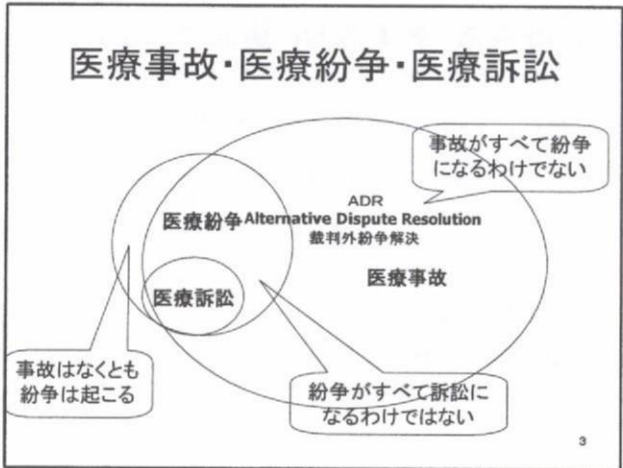 医療事故・医療紛争・医療訴訟
事故がすべて紛争
になるわけでない
ADR
医療紛争 Alternative Dispute Resolution
裁判外紛争解決
医療事故
医療訴訟
事故はなくとも
紛争は起こる
紛争がすべて訴訟に
なるわけではない
3